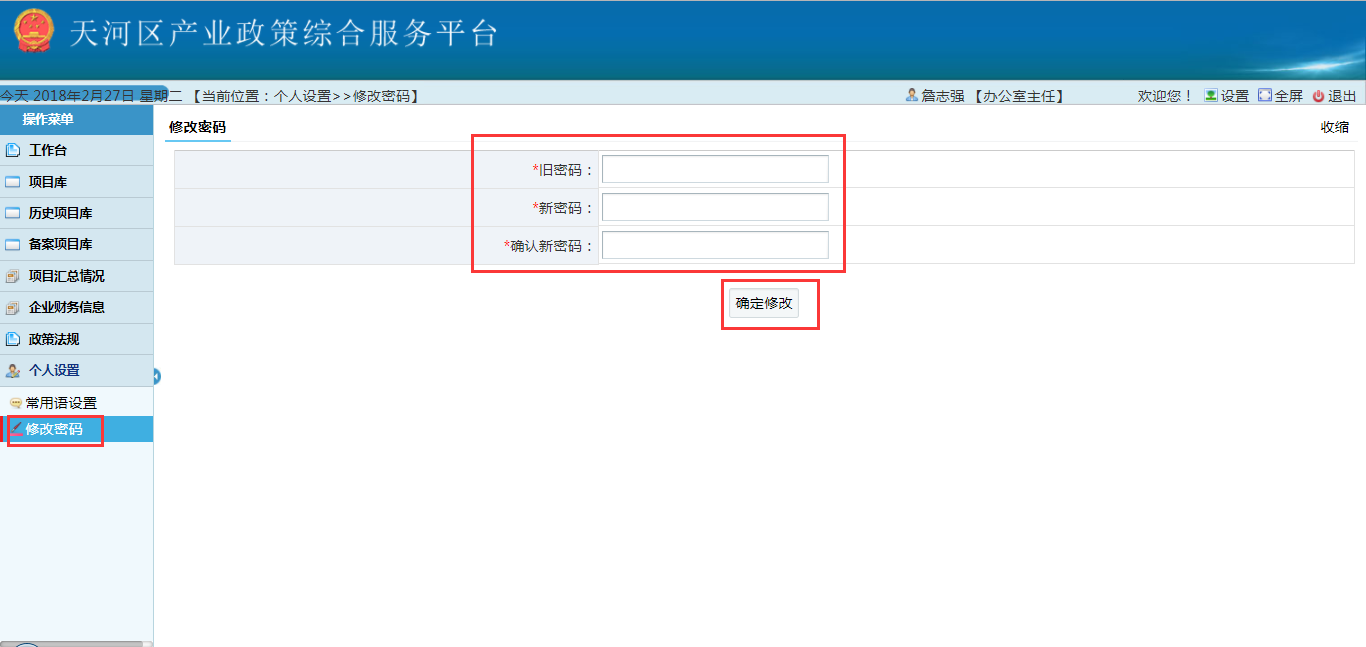 天河区产业政策综合服务平台
今天 2018年2月27日 星期二 【当前位置：个人设置>>修改密码】 詹志强 【办公室主任】 欢迎您！ 设置 全屏 退出
操作菜单
修改密码 收缩
工作台
项目库
历史项目库
备案项目库
项目汇总情况
企业财务信息
政策法规
个人设置
常用语设置
修改密码
*旧密码：
*新密码：
*确认新密码：
确定修改